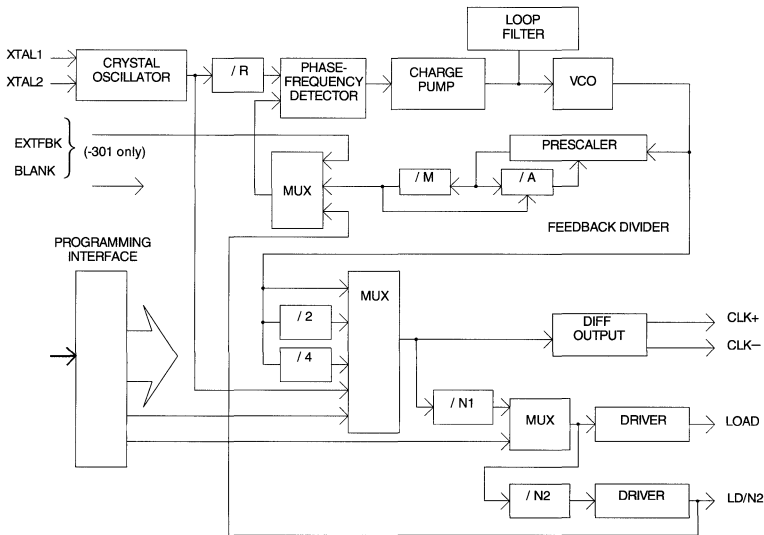 LOOP
FILTER
XTAL1
XTAL2
CRYSTAL
OSCILLATOR
/ R
PHASE-
FREQUENCY
DETECTOR
CHARGE
PUMP
VCO
EXTFBK
BLANK
(-301 only)
MUX
/ M
/ A
PRESCALER
FEEDBACK DIVIDER
PROGRAMMING
INTERFACE
MUX
/ 2
/ 4
DIFF
OUTPUT
CLK+
CLK−
/ N1
MUX
DRIVER
LOAD
/ N2
DRIVER
LD/N2